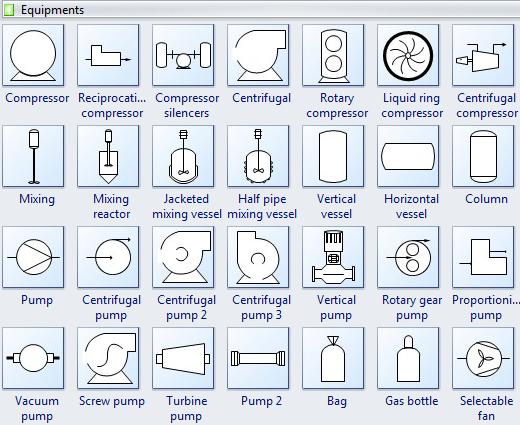 Equipments
Compressor
Reciprocati...
compressor
Compressor
silencers
Centrifugal
Rotary
compressor
Liquid ring
compressor
Centrifugal
compressor
Mixing
Mixing
reactor
Jacketed
mixing vessel
Half pipe
mixing vessel
Vertical
vessel
Horizontal
vessel
Column
Pump
Centrifugal
pump
Centrifugal
pump 2
Centrifugal
pump 3
Vertical
pump
Rotary gear
pump
Proportioni...
pump
Vacuum
pump
Screw pump
Turbine
pump
Pump 2
Bag
Gas bottle
Selectable
fan